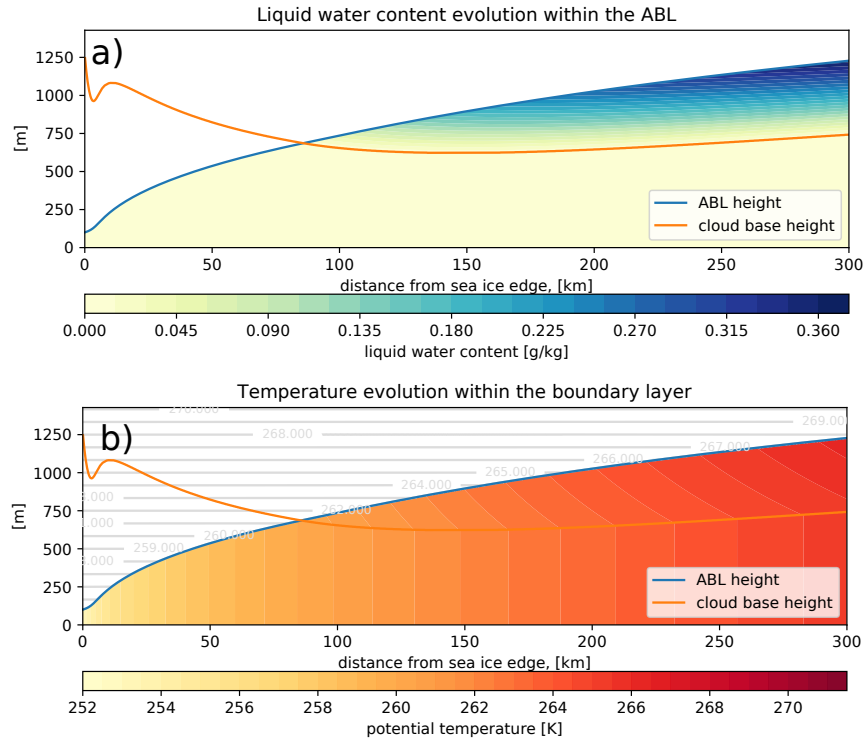 Liquid water content evolution within the ABL
a)
1250
1000
750
500
250
0
[m]
ABL height
cloud base height
0 50 100 150 200 250 300
distance from sea ice edge, [km]
0.000 0.045 0.090 0.135 0.180 0.225 0.270 0.315 0.360
liquid water content [g/kg]
Temperature evolution within the boundary layer
b)
1250
1000
750
500
250
0
[m]
269.000
268.000
267.000
266.000
265.000
264.000
262.000
260.000
259.000
ABL height
cloud base height
0 50 100 150 200 250 300
distance from sea ice edge, [km]
252 254 256 258 260 262 264 266 268 270
potential temperature [K]